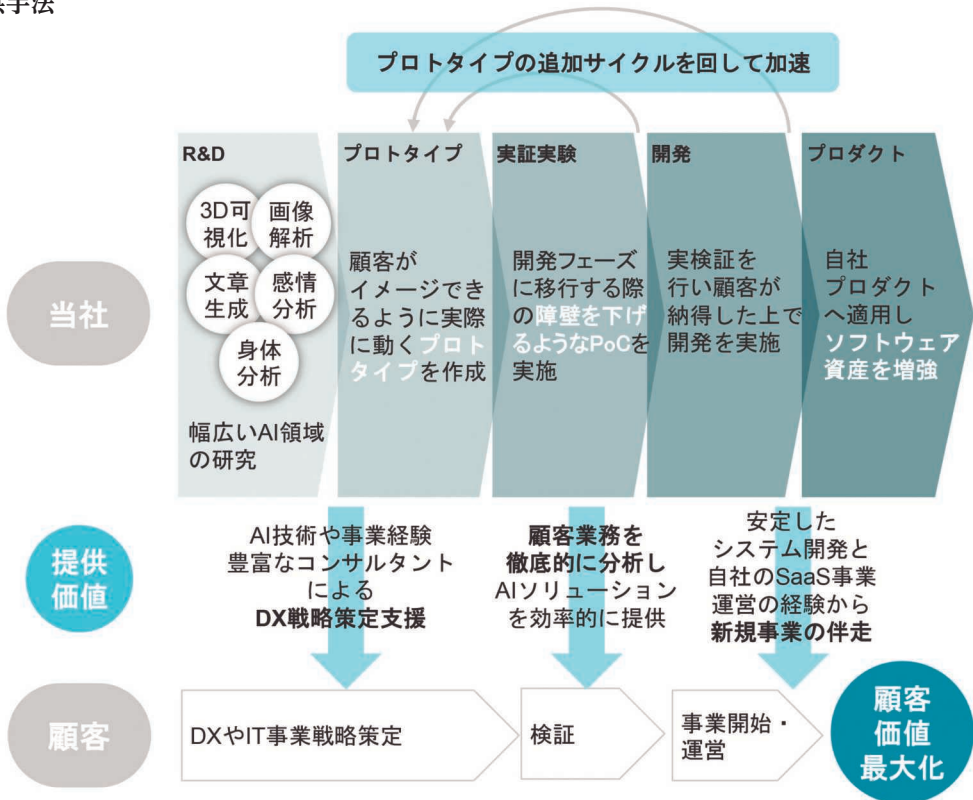 プロトタイプの追加サイクルを回して加速
R&D
プロトタイプ
実証実験
開発
プロダクト
当社
3D可
視化
画像
解析
文章
生成
感情
分析
身体
分析
幅広いAI領域
の研究
顧客が
イメージできる
ように実際
に動くプロト
タイプを作成
開発フェーズ
に移行する際
の障壁を下げ
るようなPoCを
実施
実検証を
行い顧客が
納得した上で
開発を実施
自社
プロダクト
へ適用し
ソフトウェア
資産を増強
提供
価値
AI技術や事業経験
豊富なコンサルタント
による
DX戦略策定支援
顧客業務を
徹底的に分析し
AIソリューション
を効率的に提供
安定した
システム開発と
自社のSaaS事業
運営の経験から
新規事業の伴走
顧客
DXやIT事業戦略策定
検証
事業開始・
運営
顧客
価値
最大化